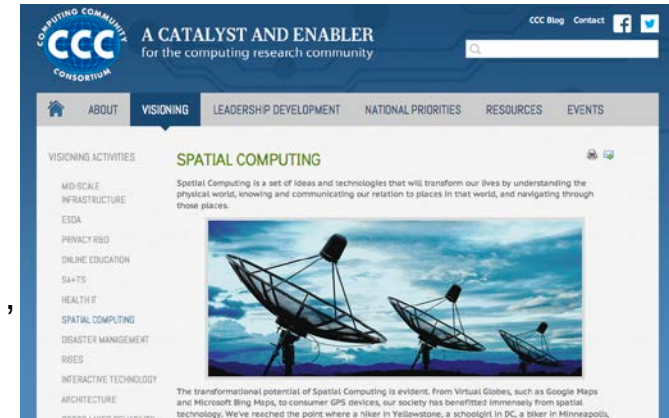 COMPUTING COMMUNITY
CCC
CONSORTIUM
A CATALYST AND ENABLER
for the computing research community
CCC Blog Contact
ABOUT VISIONING LEADERSHIP DEVELOPMENT NATIONAL PRIORITIES RESOURCES EVENTS
VISIONING ACTIVITIES
MID-SCALE
INFRASTRUCTURE
ESDA
PRIVACY R&D
ONLINE EDUCATION
SA+TS
HEALTH IT
SPATIAL COMPUTING
DISASTER MANAGEMENT
RISES
INTERACTIVE TECHNOLOGY
ARCHITECTURE
SPATIAL COMPUTING
Spatial Computing is a set of ideas and technologies that will transform our lives by understanding the
physical world, knowing and communicating our relation to places in that world, and navigating through
those places.
The transformational potential of Spatial Computing is evident. From Virtual Globes, such as Google Maps
and Microsoft Bing Maps, to consumer GPS devices, our society has benefitted immensely from spatial
technology. We've reached the point where a hiker in Yellowstone, a schoolgirl in DC, a biker in Minneapolis,
,